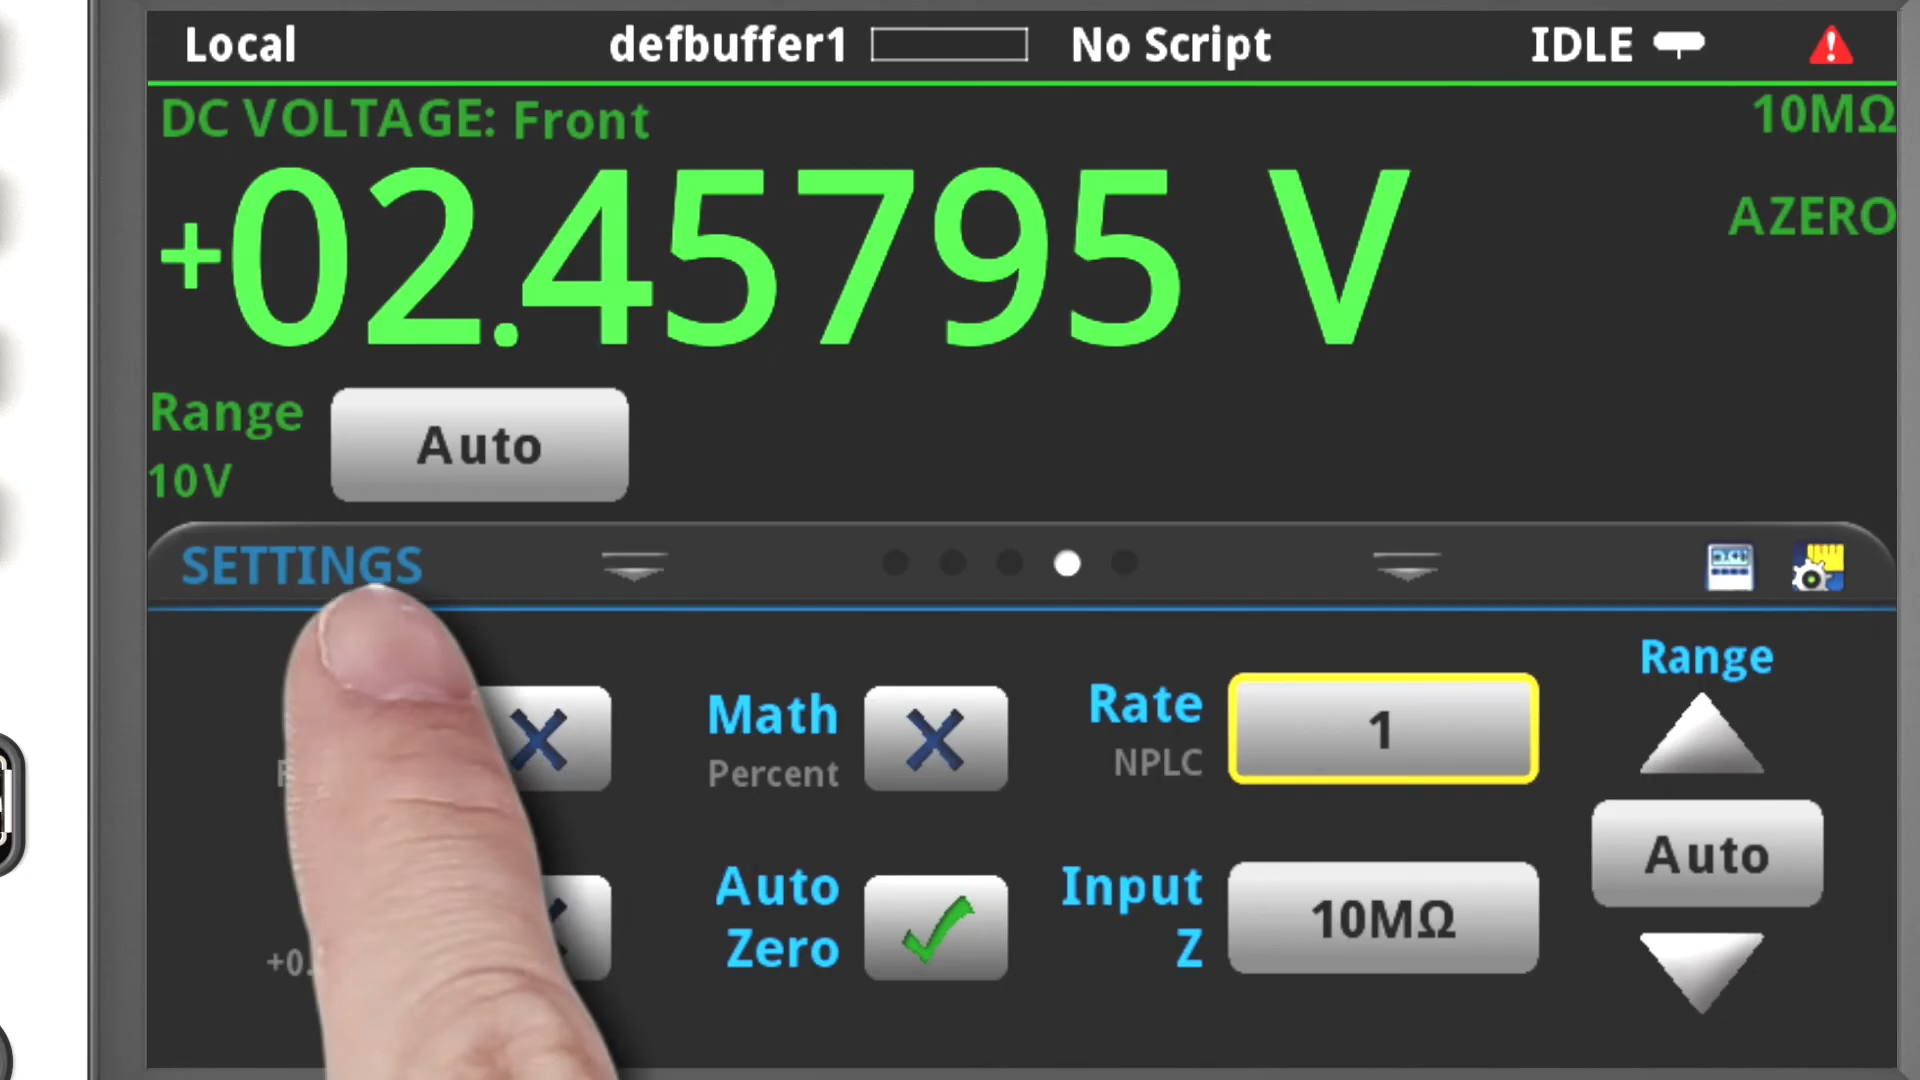 Local defbuffer1 No Script IDLE
DC VOLTAGE: Front 10MΩ
+02.45795 V
AZERO
Range Auto
10V
SETTINGS
Range
Math Rate 1
Percent NPLC
Auto
Auto Zero Input Z 10MΩ
+0.